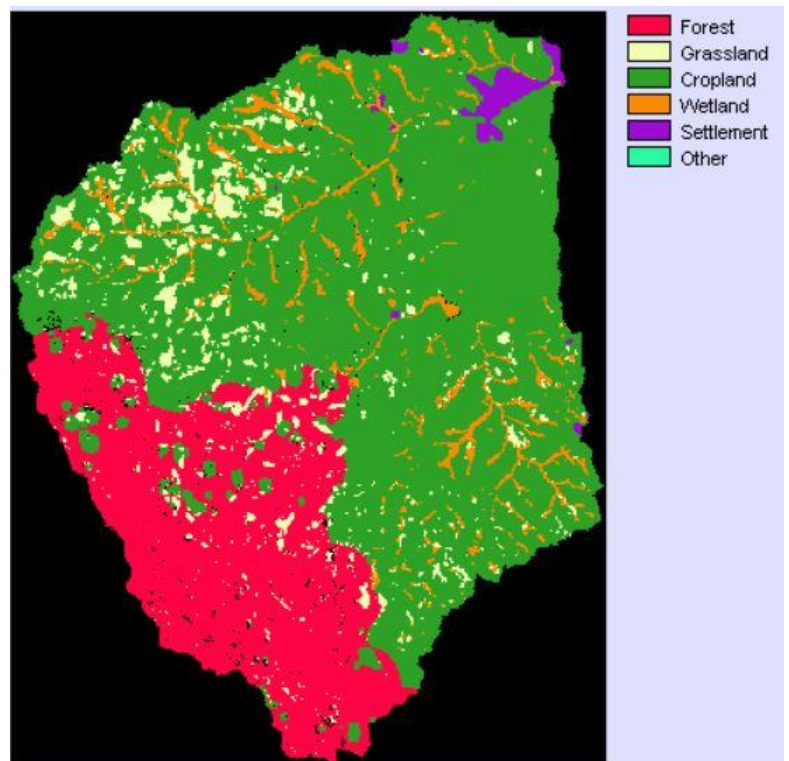 Forest
Grassland
Cropland
Wetland
Settlement
Other